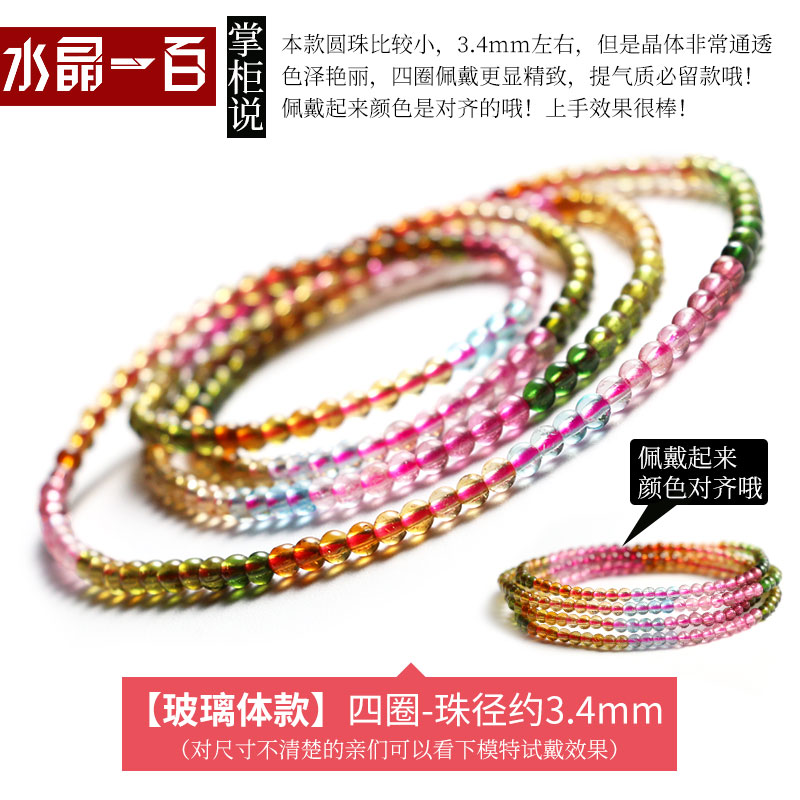 水晶一百
掌柜说
本款圆珠比较小，3.4mm左右，但是晶体非常通透
色泽艳丽，四圈佩戴更显精致，提气质必留款哦！
佩戴起来颜色是对齐的哦！上手效果很棒！
佩戴起来
颜色对齐哦
【玻璃体款】四圈-珠径约3.4mm
（对尺寸不清楚的亲们可以看下模特试戴效果）